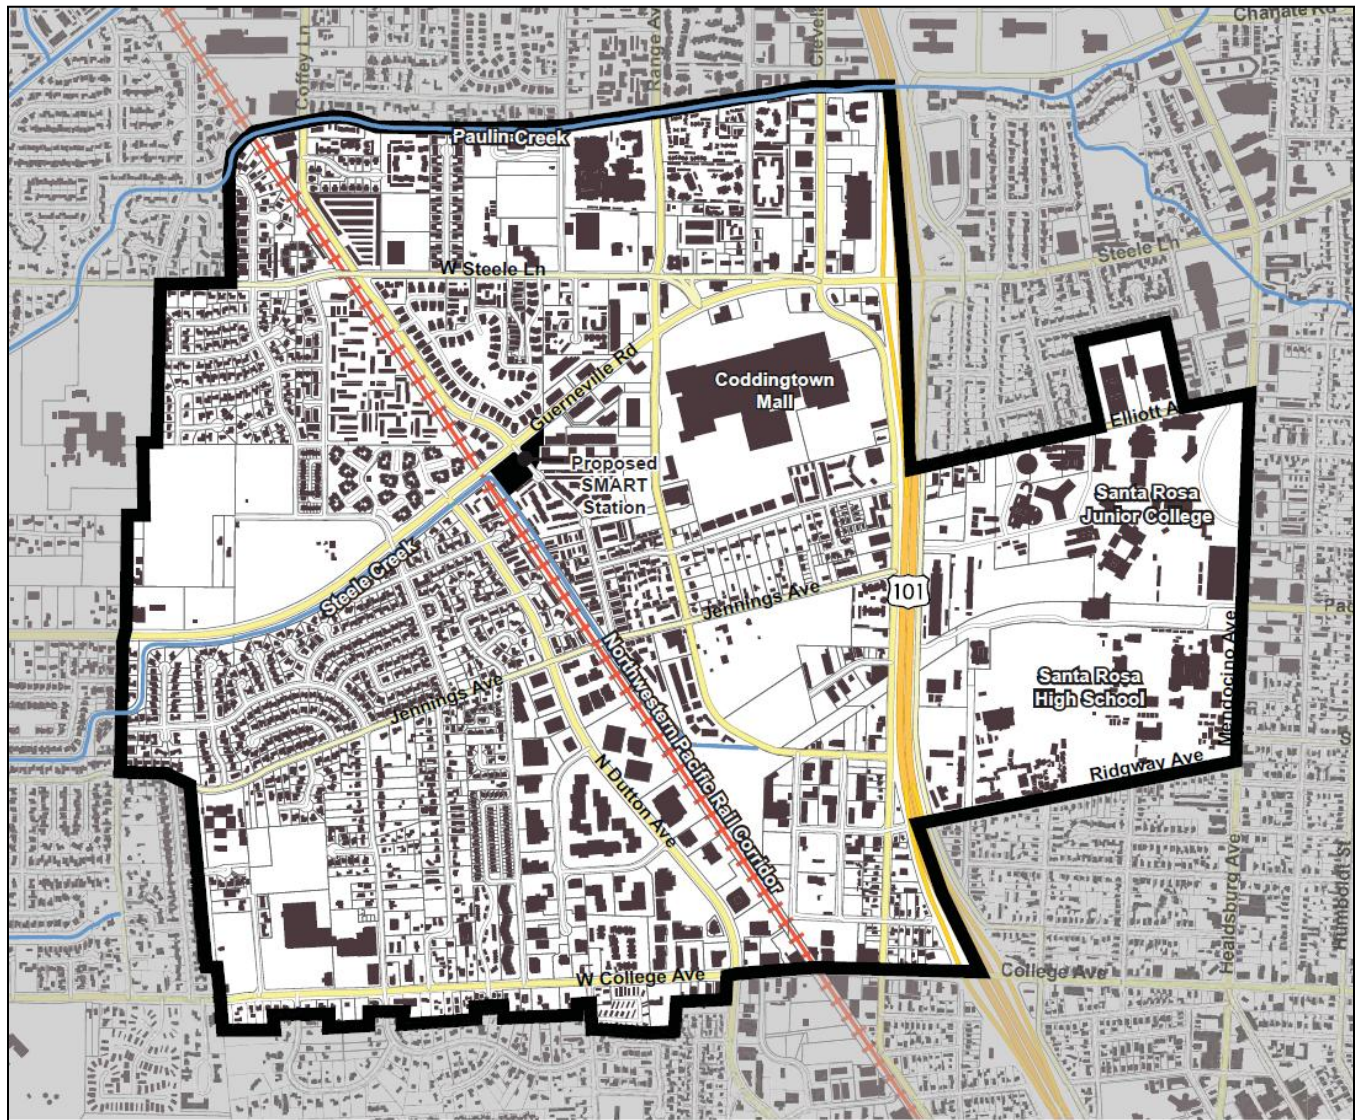 Chanate Rd
Coffey Ln
Range Av
Clevel
Paulin Creek
Steele Ln
W Steele Ln
Guerneville Rd
Coddingtown
Mall
Elliott A
Proposed
SMART
Station
Santa Rosa
Junior College
Steele Creek
101
Jennings Ave
Northwestern Pacific Rail Corridor
Mendocino Ave
Santa Rosa
High School
Jennings Ave
N Dutton Ave
Ridgway Ave
Healdsburg Ave
Humboldt St
College Ave
W College Ave